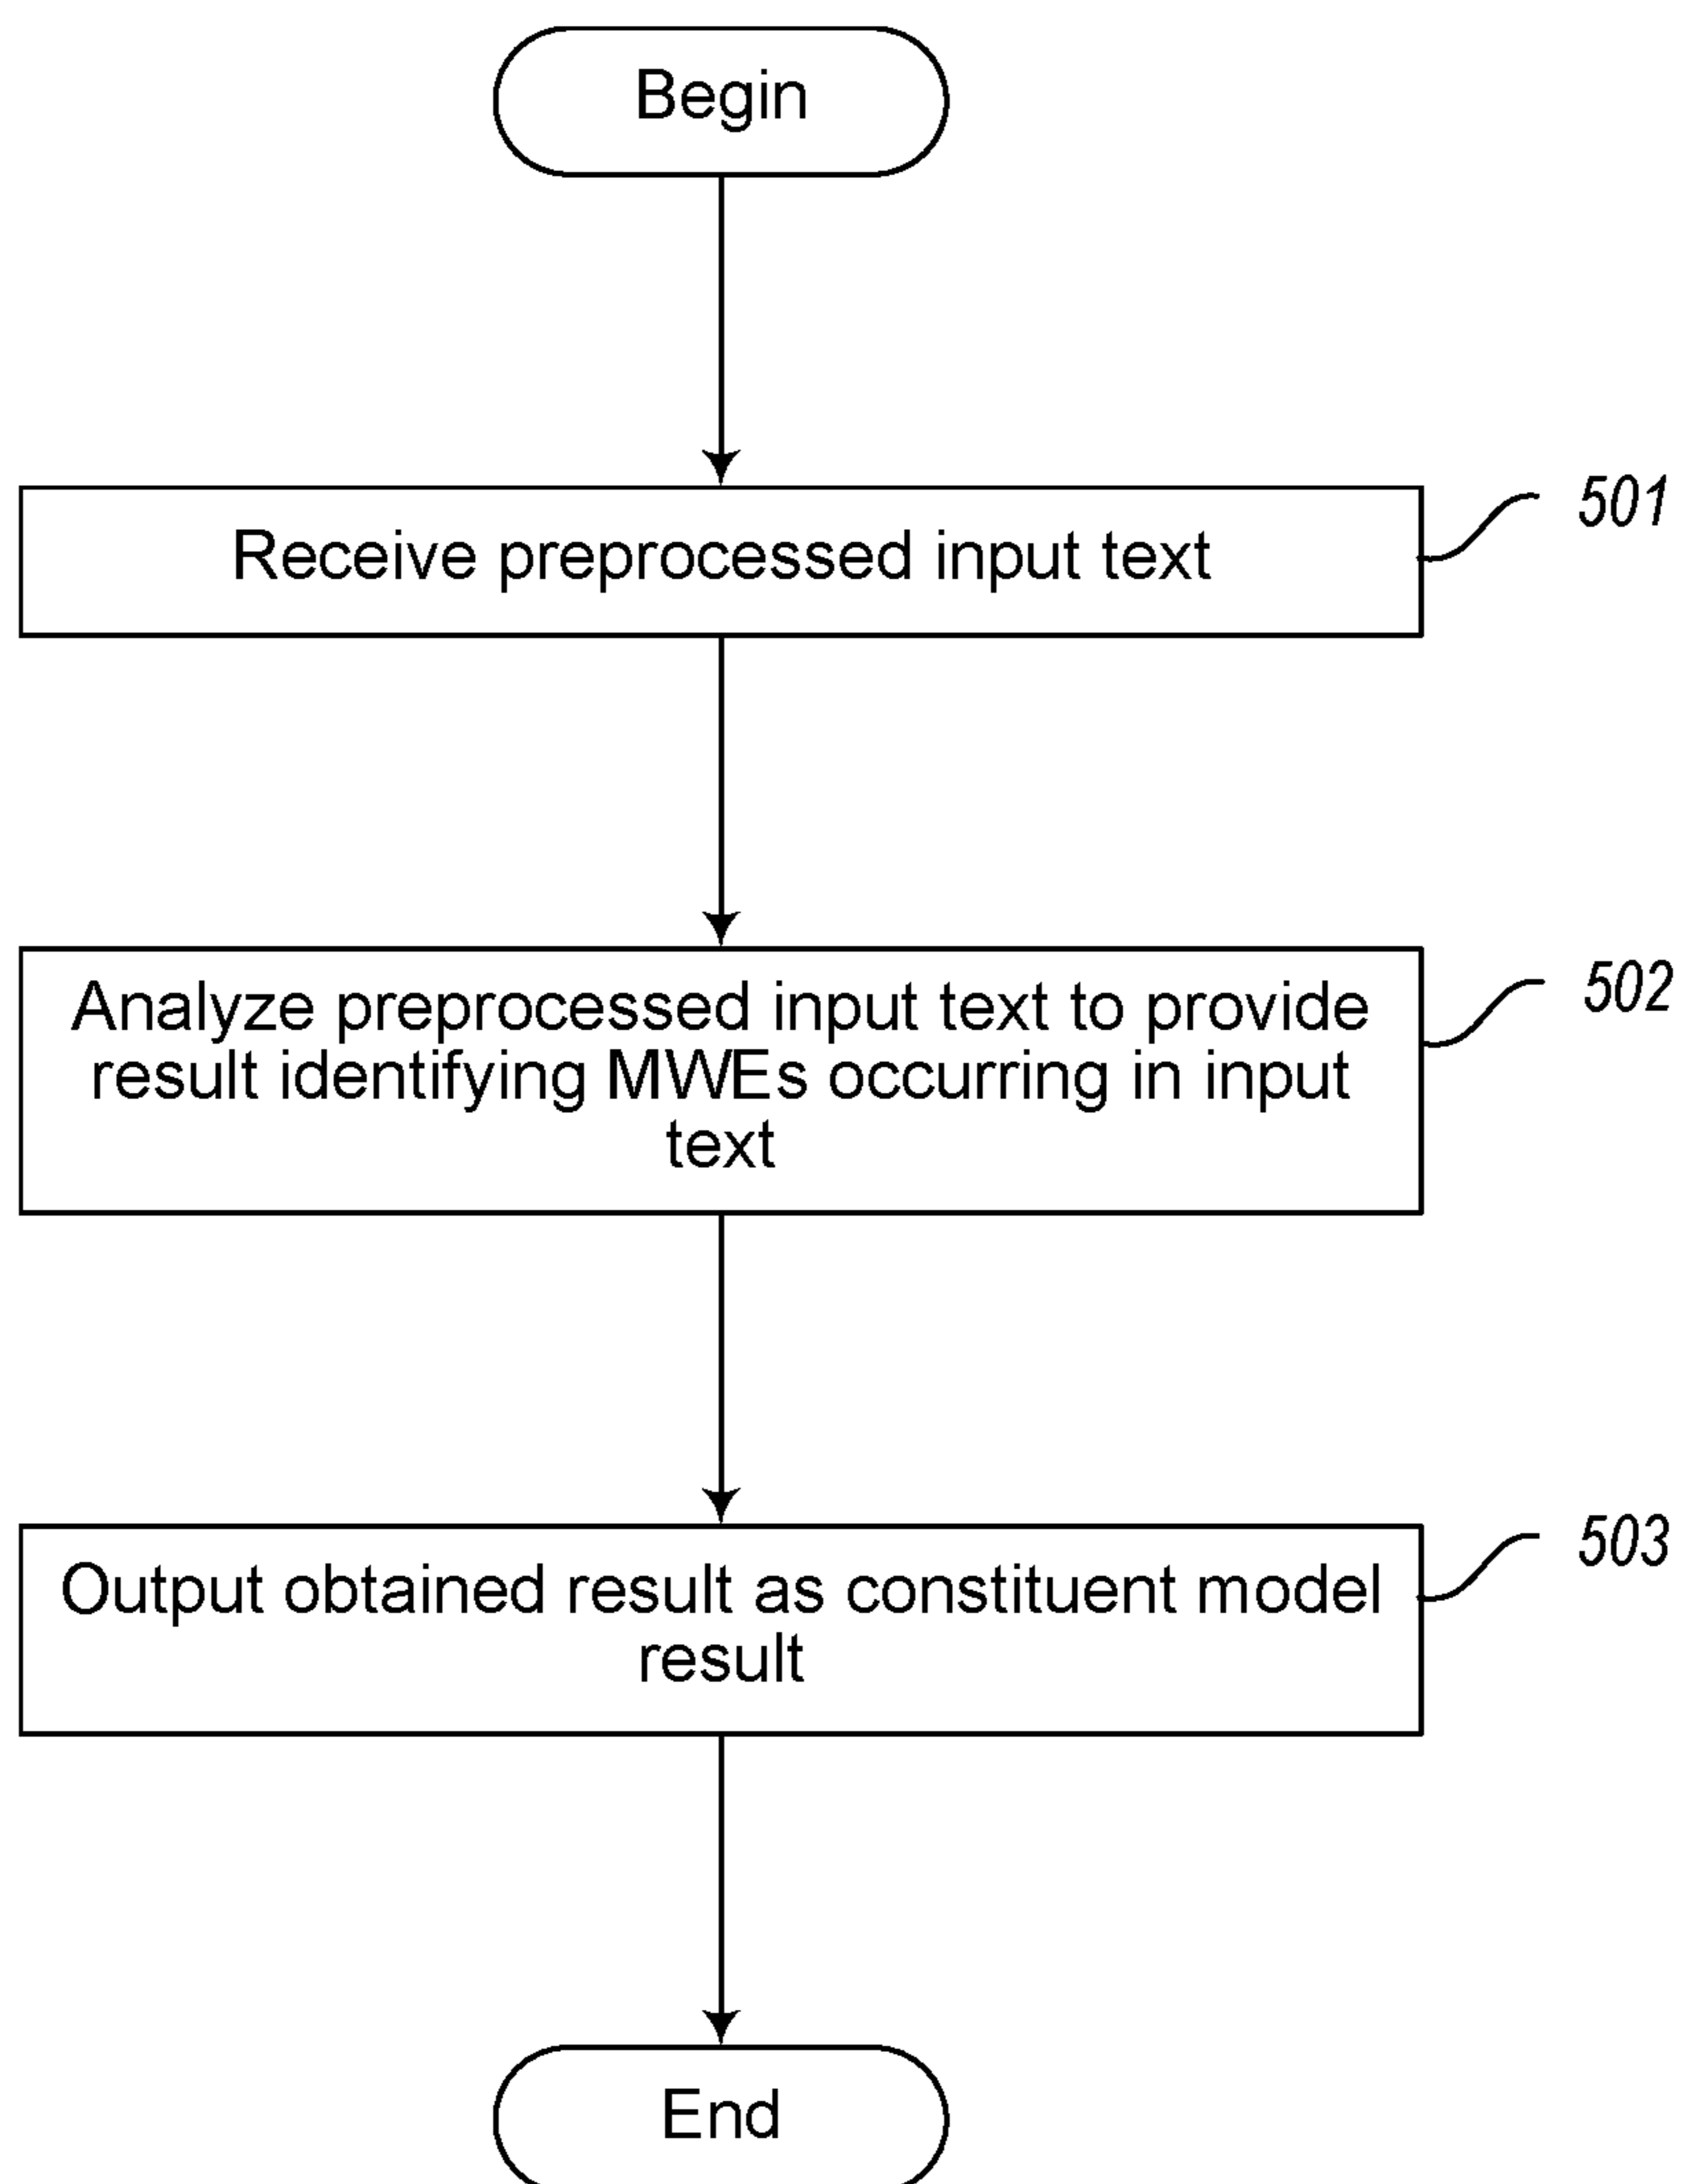 Begin
Receive preprocessed input text
501
Analyze preprocessed input text to provide
result identifying MWEs occurring in input
text
502
Output obtained result as constituent model
result
503
End